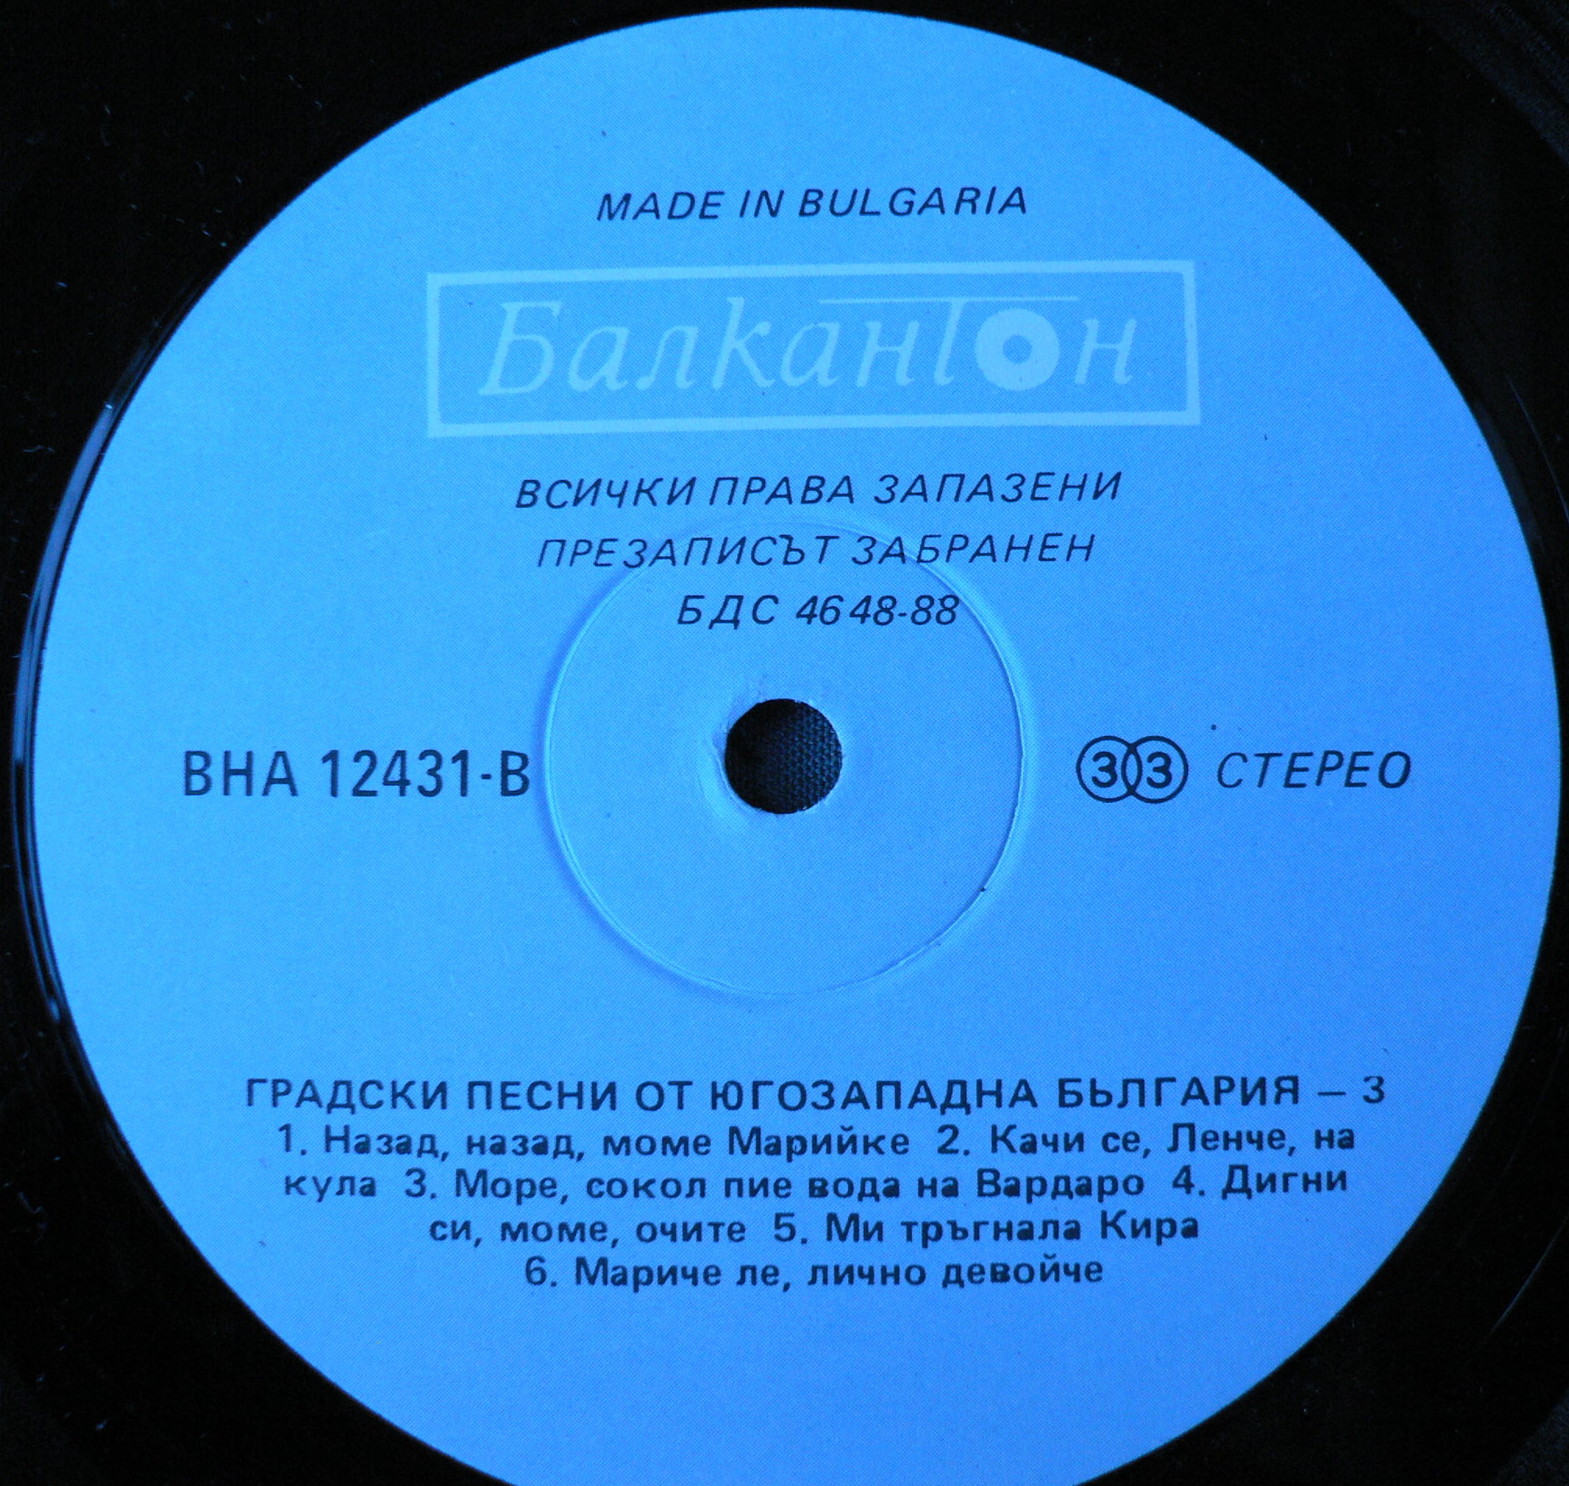 MADE IN BULGARIA
Балкантон
ВСИЧКИ ПРАВА ЗАПАЗЕНИ
ПРЕЗАПИСЪТ ЗАБРАНЕН
БДС 4648-88
ВНА 12431-В
33 СТЕРЕО
ГРАДСКИ ПЕСНИ ОТ ЮГОЗАПАДНА БЬЛГАРИЯ – 3
1. Назад, назад, моме Марийке 2. Качи се, Ленче, на
кула 3. Море, сокол пие вода на Вардаро 4. Дигни
си, моме, очите 5. Ми тръгнала Кира
6. Мариче ле, лично девойче